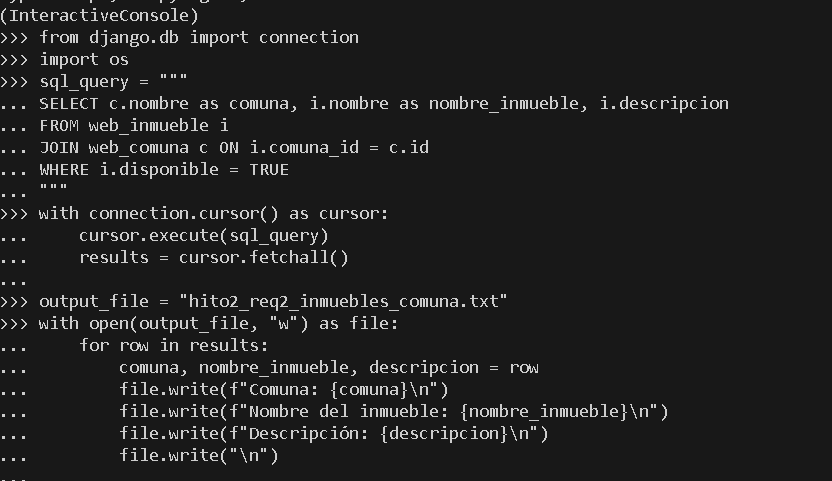 (InteractiveConsole)
>>> from django.db import connection
>>> import os
>>> sql_query = """
... SELECT c.nombre as comuna, i.nombre as nombre_inmueble, i.descripcion
... FROM web_inmueble i
... JOIN web_comuna c ON i.comuna_id = c.id
... WHERE i.disponible = TRUE
... """
>>> with connection.cursor() as cursor:
...     cursor.execute(sql_query)
...     results = cursor.fetchall()
...
>>> output_file = "hito2_req2_inmuebles_comuna.txt"
>>> with open(output_file, "w") as file:
...     for row in results:
...         comuna, nombre_inmueble, descripcion = row
...         file.write(f"Comuna: {comuna}\n")
...         file.write(f"Nombre del inmueble: {nombre_inmueble}\n")
...         file.write(f"Descripción: {descripcion}\n")
...         file.write("\n")
...